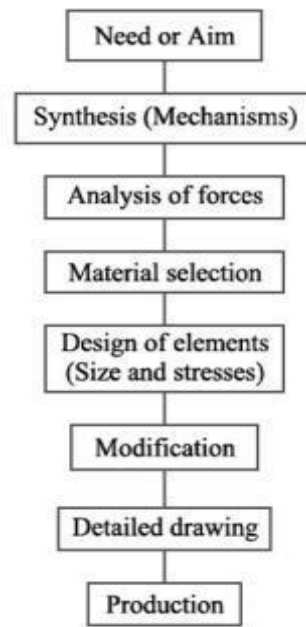 Need or Aim
Synthesis (Mechanisms)
Analysis of forces
Material selection
Design of elements
(Size and stresses)
Modification
Detailed drawing
Production